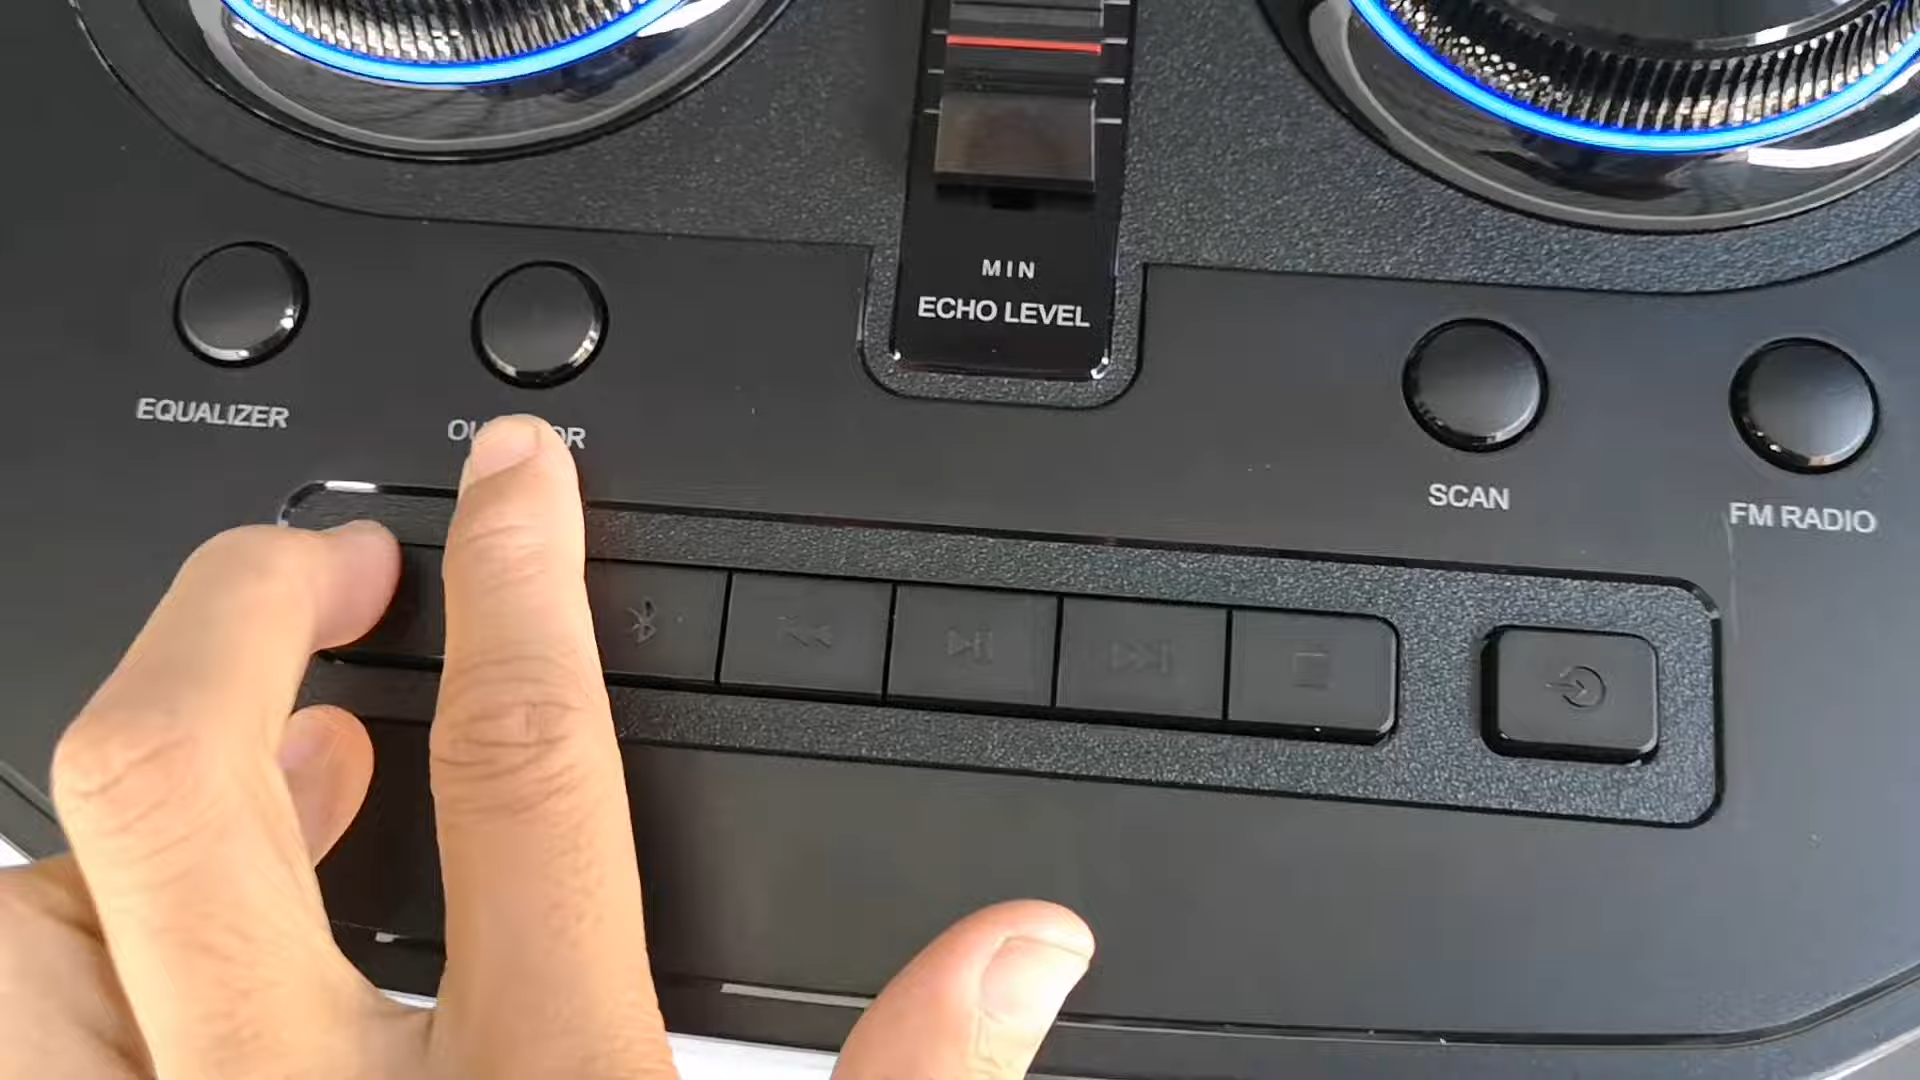 MIN
ECHO LEVEL
EQUALIZER
SCAN
FM RADIO